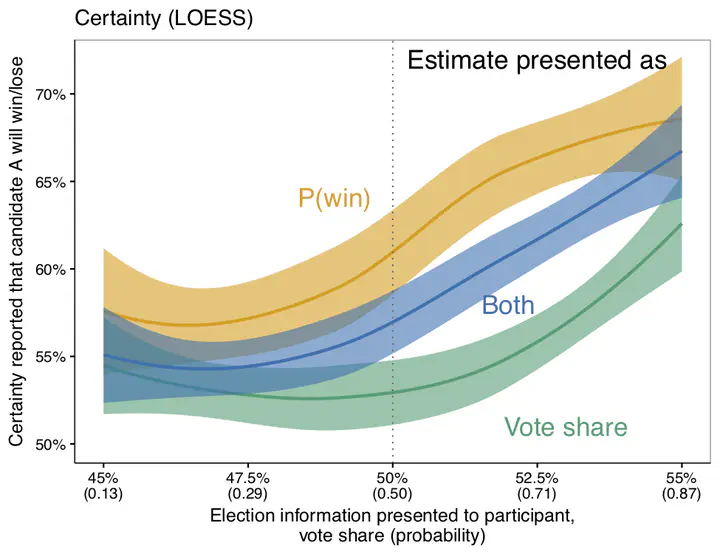 Certainty (LOESS)
Estimate presented as
Certainty reported that candidate A will win/lose
70%
65%
60%
55%
50%
P(win)
Both
Vote share
45% 47.5% 50% 52.5% 55%
(0.13) (0.29) (0.50) (0.71) (0.87)
Election information presented to participant,
vote share (probability)